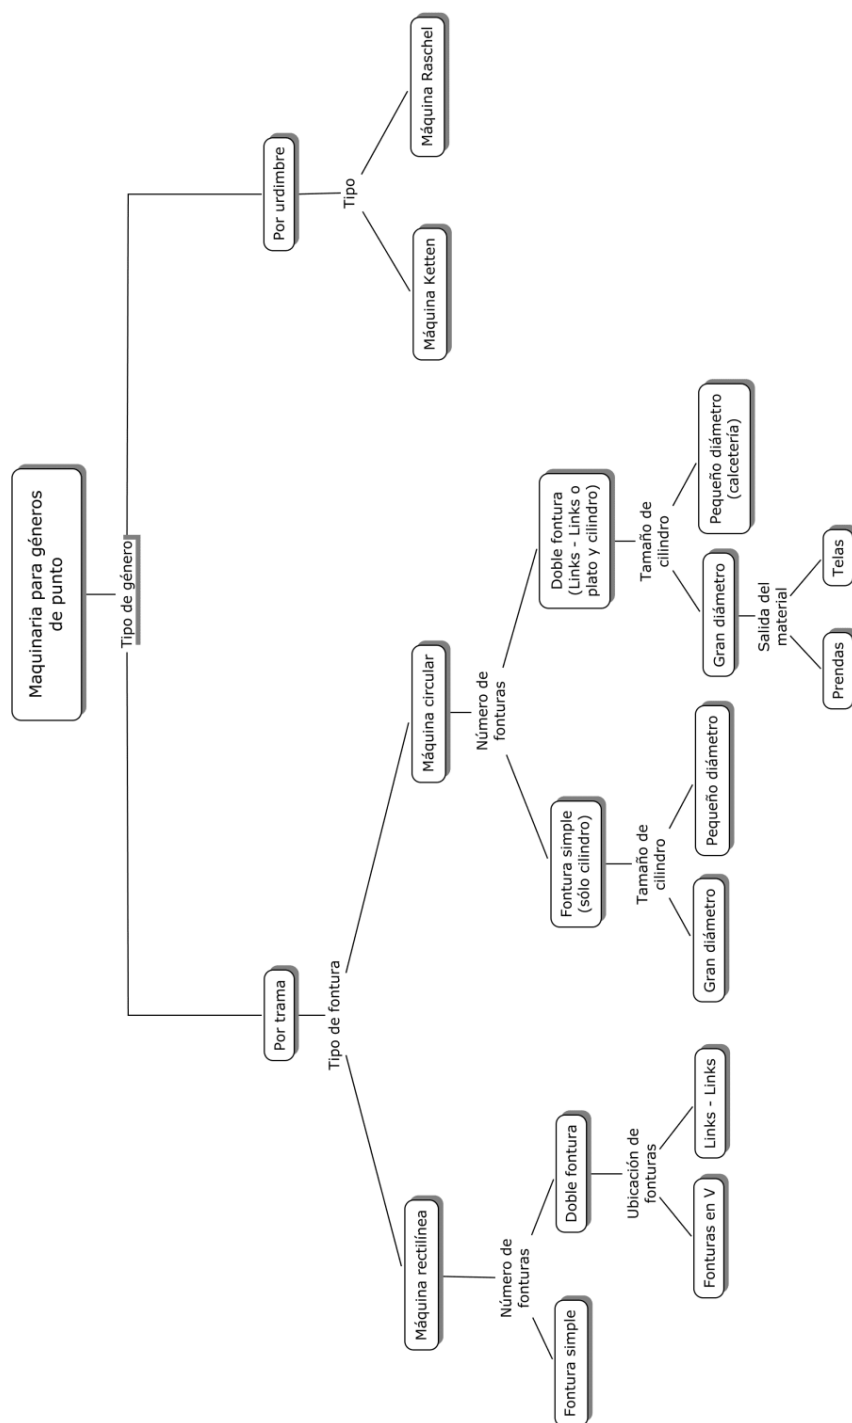 Maquinaria para géneros
de punto
Tipo de género
Por trama
Por urdimbre
Tipo de fontura
Tipo
Máquina rectilínea
Máquina circular
Máquina Ketten
Máquina Raschel
Número de
fonturas
Número de
fonturas
Fontura simple
Doble fontura
Fontura simple
(sólo cilindro)
Doble fontura
(Links - Links o
plato y cilindro)
Ubicación de
fonturas
Tamaño de
cilindro
Tamaño de
cilindro
Fonturas en V
Links - Links
Gran diámetro
Pequeño diámetro
Gran diámetro
Pequeño diámetro
(calcetería)
Salida del
material
Prendas
Telas